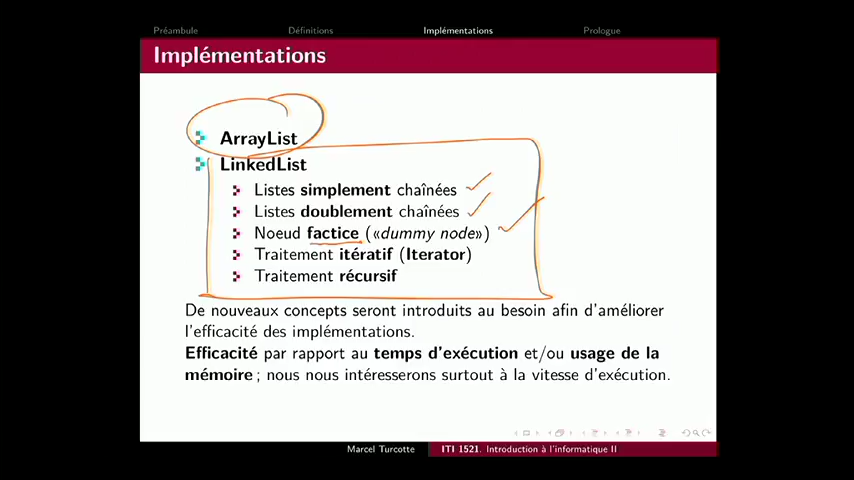 Préambule Définitions Implémentations Prologue
Implémentations
ArrayList
LinkedList
Listes simplement chaînées
Listes doublement chaînées
Noeud factice («dummy node»)
Traitement itératif (Iterator)
Traitement récursif
De nouveaux concepts seront introduits au besoin afin d'améliorer
l'efficacité des implémentations.
Efficacité par rapport au temps d'exécution et/ou usage de la
mémoire ; nous nous intéresserons surtout à la vitesse d'exécution.
Marcel Turcotte ITI 1521. Introduction à l'informatique II